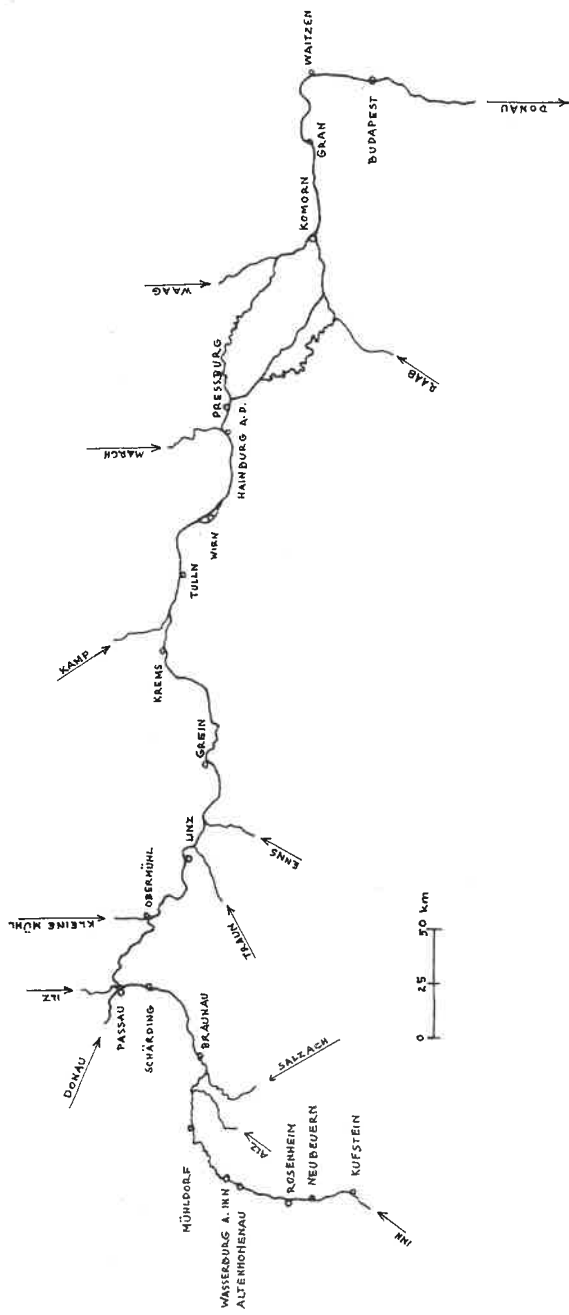 DONAU
ILZ
KLEINE MÜHL
PASSAU
SCHÄRDING
OBERMÜHL
BRAUNAU
SALZACH
ALZ
MÜHLDORF
WASSERBURG A. INN
ALTENHOHENAU
ROSENHEIM
NEUBEUERN
KUFSTEIN
INN
LINZ
TRAUN
ENNS
GREIN
KREMS
KAMP
TULLN
WIEN
MARCH
HAINBURG A.D.
PRESSBURG
WAAG
RAAB
KOMORN
GRAN
WAITZEN
BUDAPEST
DONAU
0 25 50 km